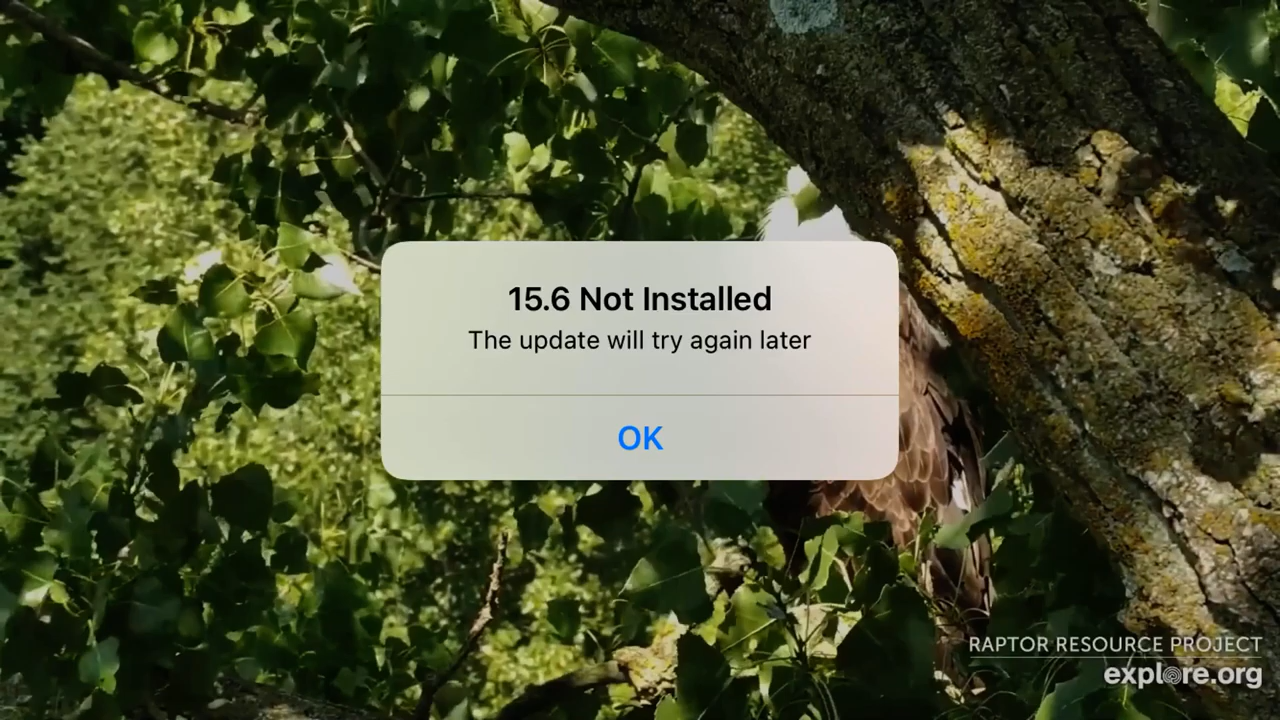 15.6 Not Installed
The update will try again later
OK
RAPTOR RESOURCE PROJECT
explore.org